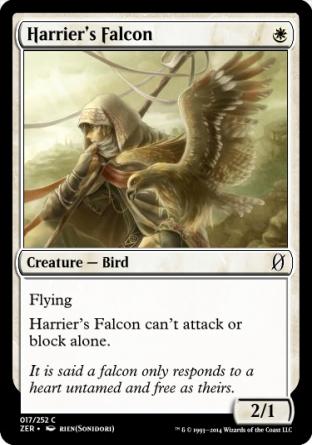 Harrier's Falcon
Creature — Bird
Flying
Harrier's Falcon can't attack or
block alone.
It is said a falcon only responds to a
heart untamed and free as theirs.
2/1
017/252 C
ZER • RIEN(SONIDORI)
™ & © 1993–2014 Wizards of the Coast LLC